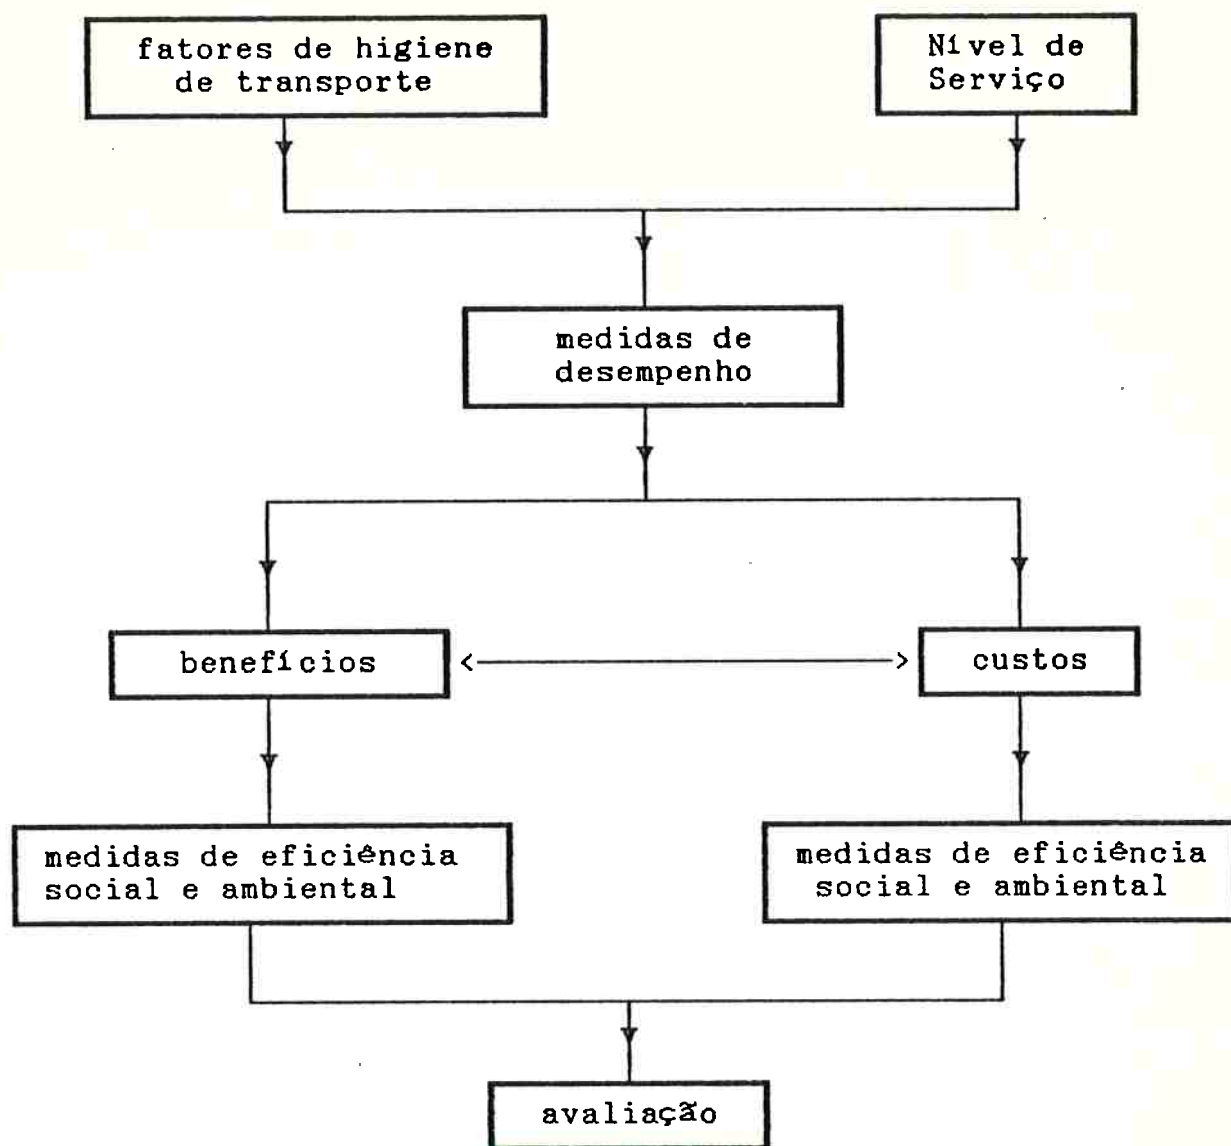 fatores de higiene
de transporte
Nível de
Serviço
medidas de
desempenho
benefícios
custos
medidas de eficiência
social e ambiental
medidas de eficiência
social e ambiental
avaliação